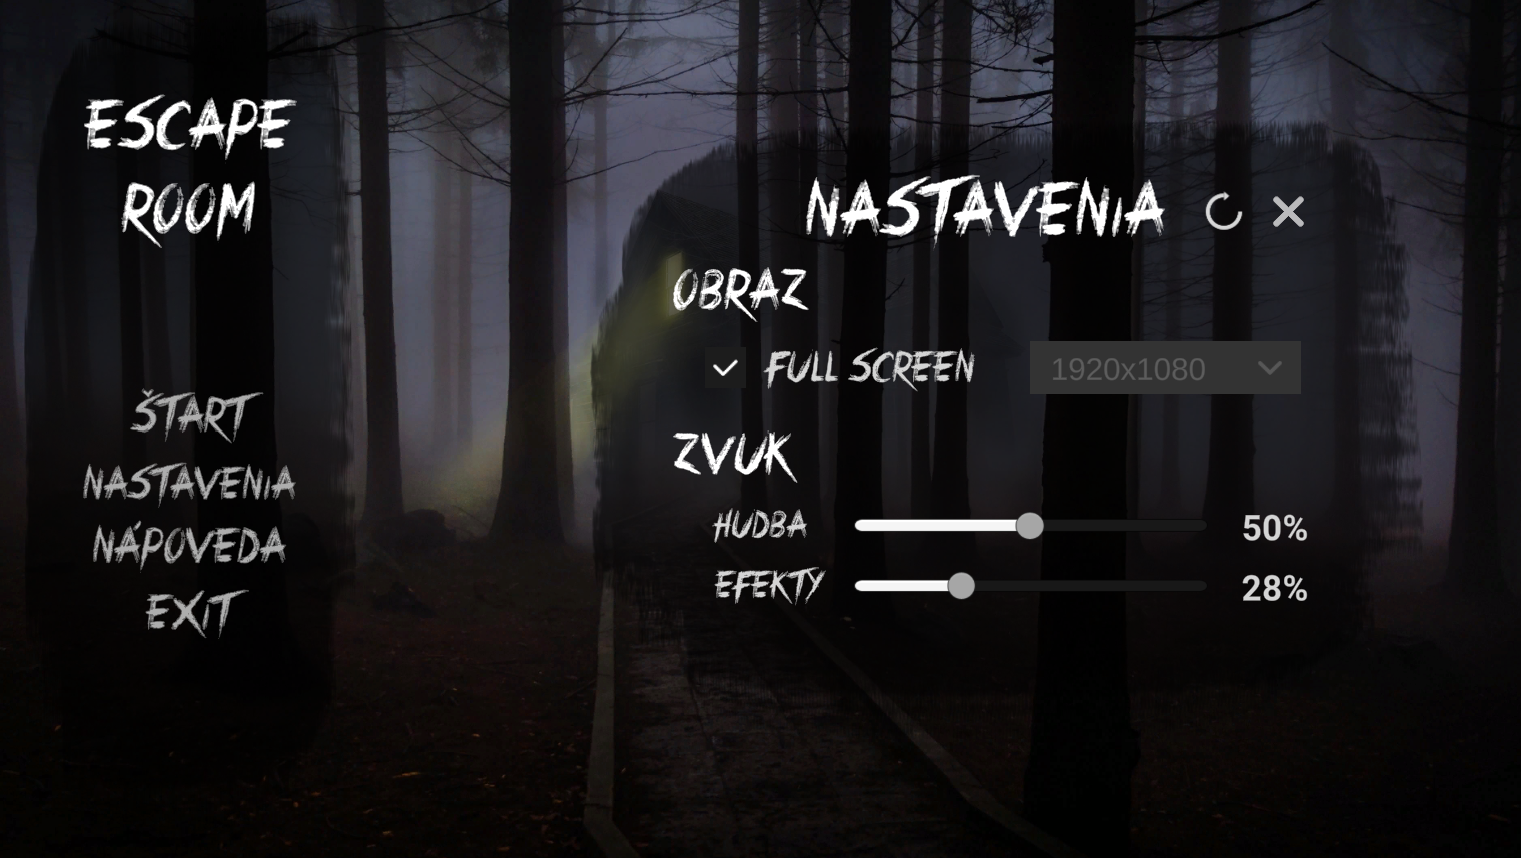 ESCAPE
ROOM
ŠTART
NASTAVENIA
NÁPOVEDA
EXIT
NASTAVENIA
OBRAZ
FULL SCREEN
1920x1080
ZVUK
HUDBA
50%
EFEKTY
28%